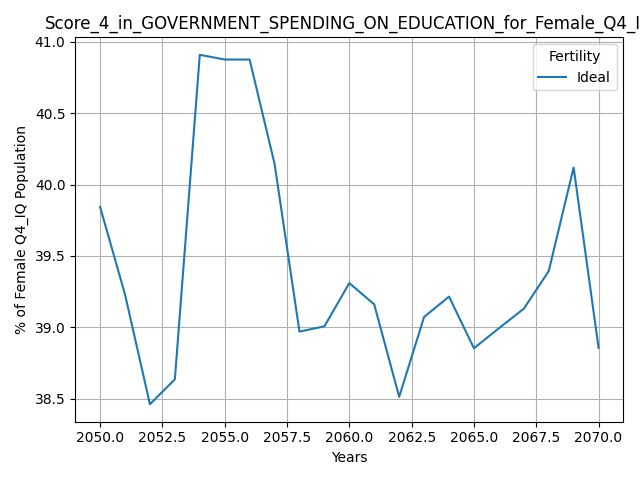 Score_4_in_GOVERNMENT_SPENDING_ON_EDUCATION_for_Female_Q4_I
Fertility
Ideal
% of Female Q4_IQ Population
41.0
40.5
40.0
39.5
39.0
38.5
2050.0 2052.5 2055.0 2057.5 2060.0 2062.5 2065.0 2067.5 2070.0
Years